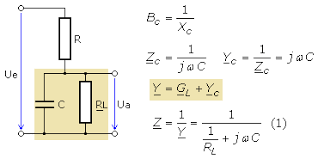 Ue
R
C
RL
Ua
B_C = 1/X_C
Z_C = 1/jωC Y_C = 1/Z_C = jωC
Y = G_L + Y_C
Z = 1/Y = 1/(1/R_L + jωC) (1)